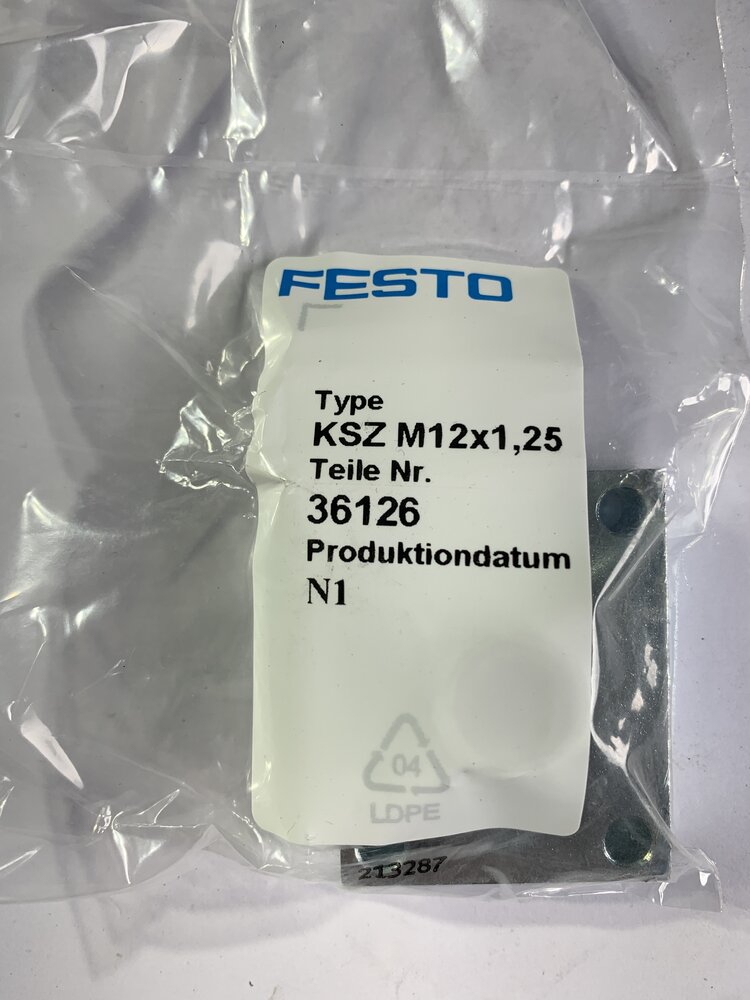 FESTO
Type
KSZ M12x1,25
Teile Nr.
36126
Produktiondatum
N1
04
LDPE
213287